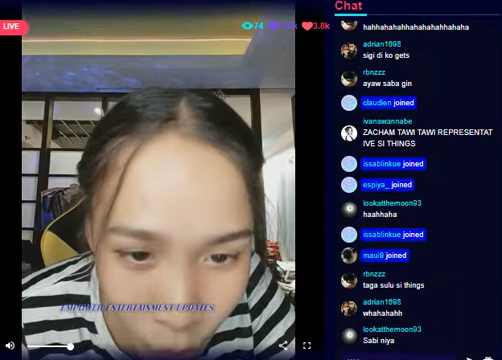 LIVE
74
3.8k
EMPOWER ENTERTAINMENT UPDATES
Chat
hahhahahahhahahahahhahaha
adrian1698
sigi di ko gets
rbnzzz
ayaw saba gin
claudien joined
ivanawannabe
ZACHAM TAWI TAWI REPRESENTAT
IVE SI THINGS
issablinkue joined
espiya_ joined
lookatthemoon93
haahhaha
issablinkue joined
maui9 joined
rbnzzz
taga sulu si things
adrian1698
whahahahh
lookatthemoon93
Sabi niya